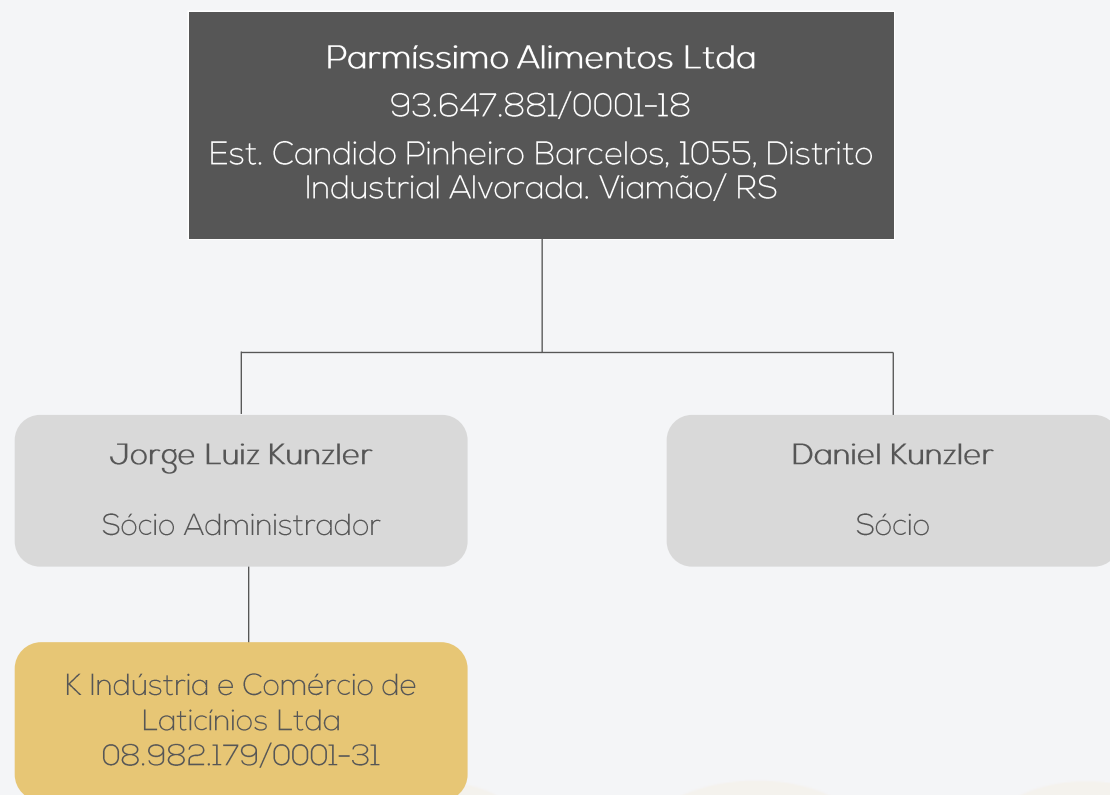 Parmíssimo Alimentos Ltda
93.647.881/0001-18
Est. Candido Pinheiro Barcelos, 1055, Distrito
Industrial Alvorada. Viamão/ RS
Jorge Luiz Kunzler
Sócio Administrador
Daniel Kunzler
Sócio
K Indústria e Comércio de
Laticínios Ltda
08.982.179/0001-31